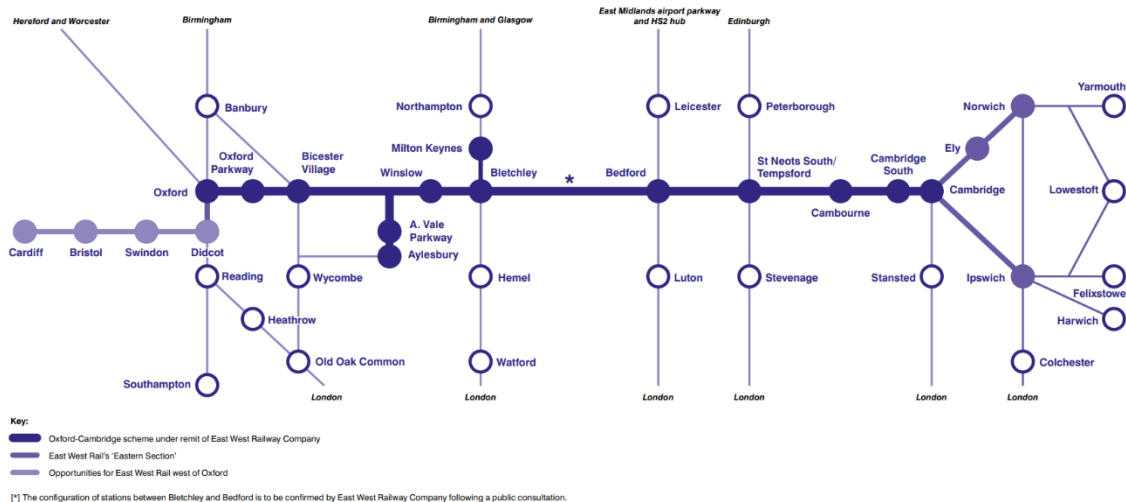 Hereford and Worcester
Birmingham
Birmingham and Glasgow
East Midlands airport parkway
and HS2 hub
Edinburgh
Banbury
Northampton
Leicester
Peterborough
Norwich
Yarmouth
Milton Keynes
Ely
Oxford
Parkway
Bicester
Village
Winslow
Bletchley
Bedford
St Neots South/
Tempsford
Cambridge
South
Oxford
*
Cambridge
Lowestoft
Cambourne
A. Vale
Parkway
Cardiff
Bristol
Swindon
Didcot
Aylesbury
Reading
Wycombe
Hemel
Luton
Stevenage
Stansted
Ipswich
Felixstowe
Heathrow
Harwich
Old Oak Common
Watford
Colchester
Southampton
London
London
London
London
London
London
Key:
Oxford-Cambridge scheme under remit of East West Railway Company
East West Rail's 'Eastern Section'
Opportunities for East West Rail west of Oxford
[*] The configuration of stations between Bletchley and Bedford is to be confirmed by East West Railway Company following a public consultation.